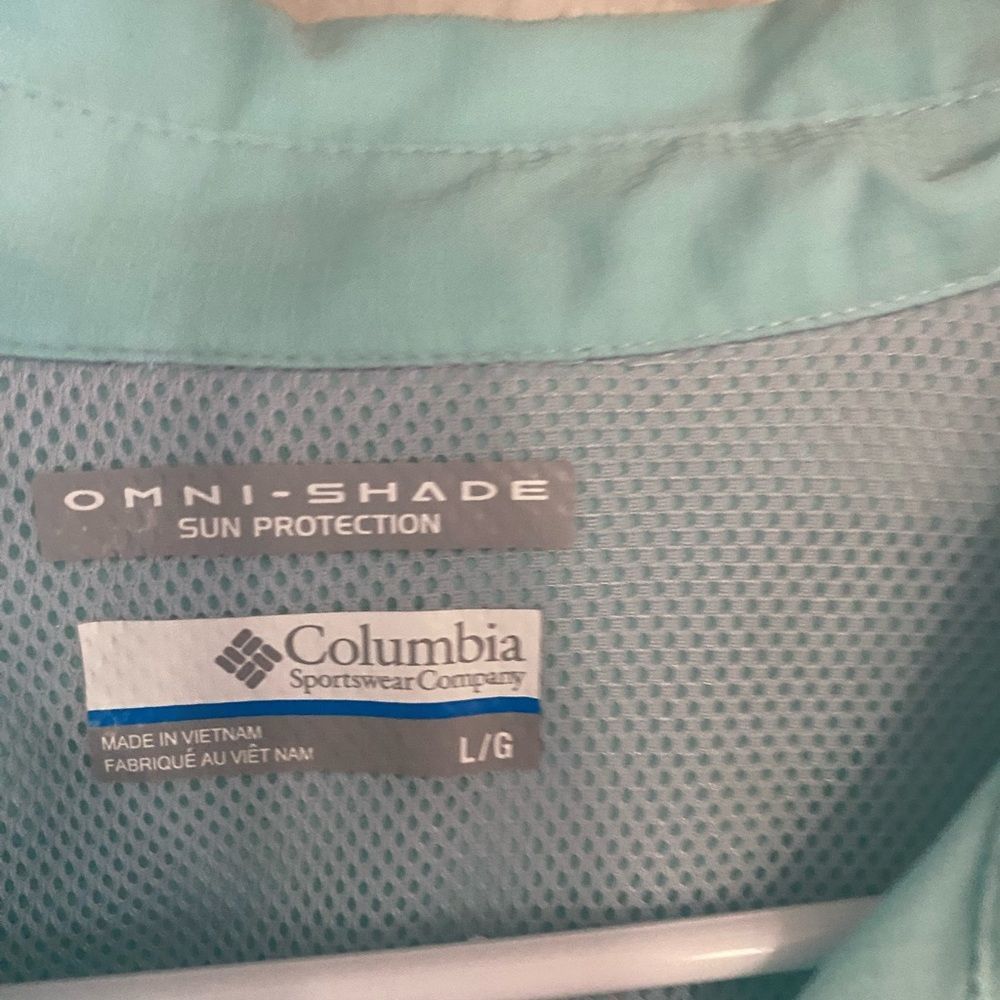 OMNI-SHADE
SUN PROTECTION
Columbia
Sportswear Company
MADE IN VIETNAM
FABRIQUÉ AU VIÊT NAM
L/G